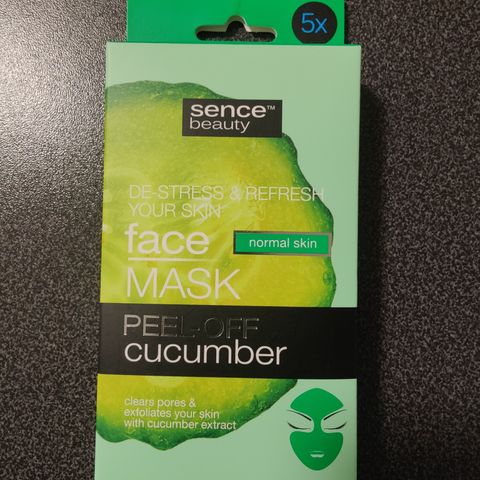 5x
sence™
beauty
DE-STRESS & REFRESH
YOUR SKIN
face
normal skin
MASK
PEEL-OFF
cucumber
clears pores &
exfoliates your skin
with cucumber extract